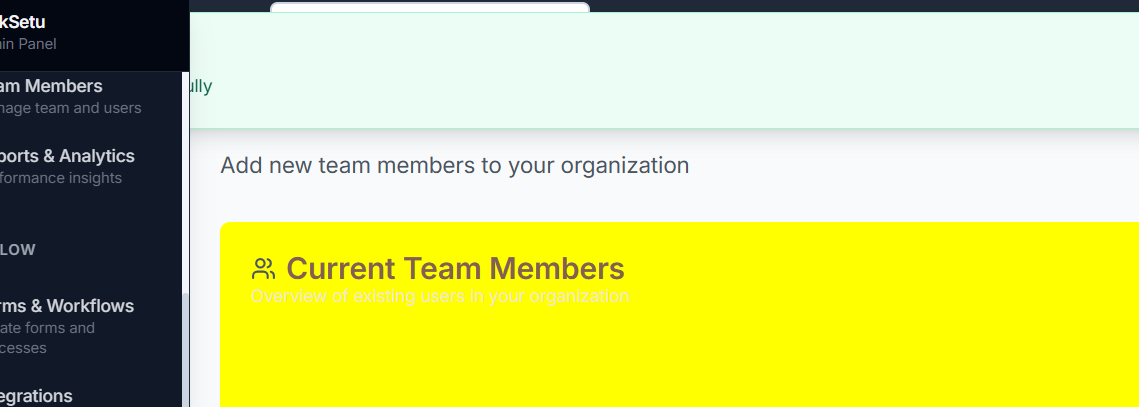 kSetu
in Panel
am Members
nage team and users
ports & Analytics
formance insights
LOW
rms & Workflows
ate forms and
cesses
egrations
ully
Add new team members to your organization
Current Team Members
Overview of existing users in your organization